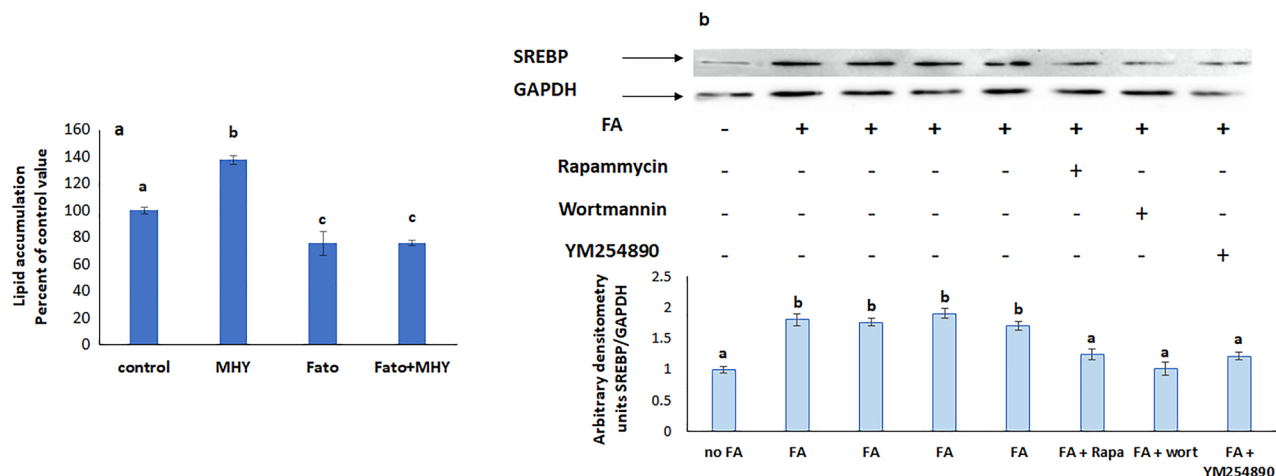 a
Lipid accumulation
Percent of control value
160
140
120
100
80
60
40
20
0
a
b
c
c
control MHY Fato Fato+MHY
b
SREBP
GAPDH
FA - + + + + + + +
Rapammycin - - - - - + - -
Wortmannin - - - - - - + -
YM254890 - - - - - - - +
Arbitrary densitometry
units SREBP/GAPDH
2.5
2
1.5
1
0.5
0
a b b b b a a a
no FA FA FA FA FA FA + Rapa FA + wort FA +
YM254890